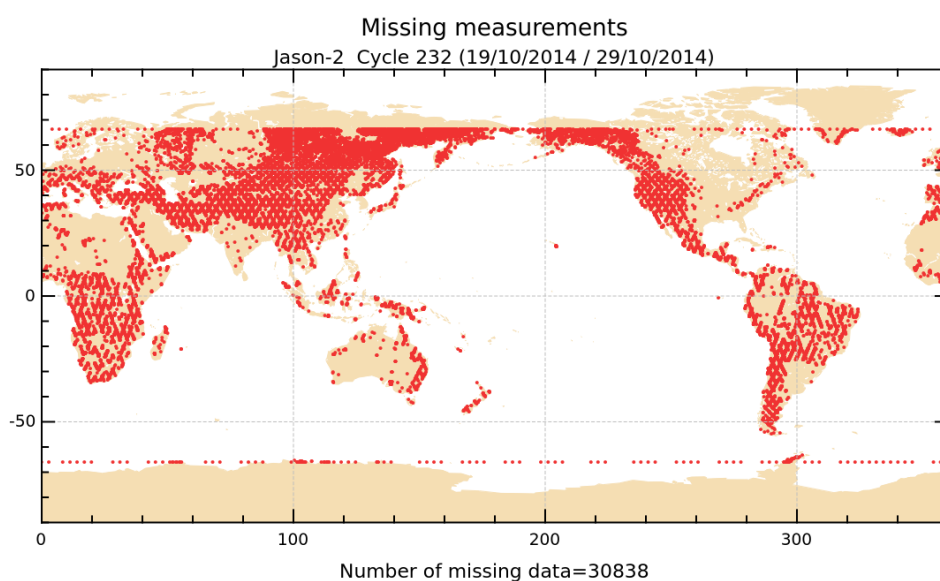 Missing measurements
Jason-2 Cycle 232 (19/10/2014 / 29/10/2014)
50
0
-50
0 100 200 300
Number of missing data=30838